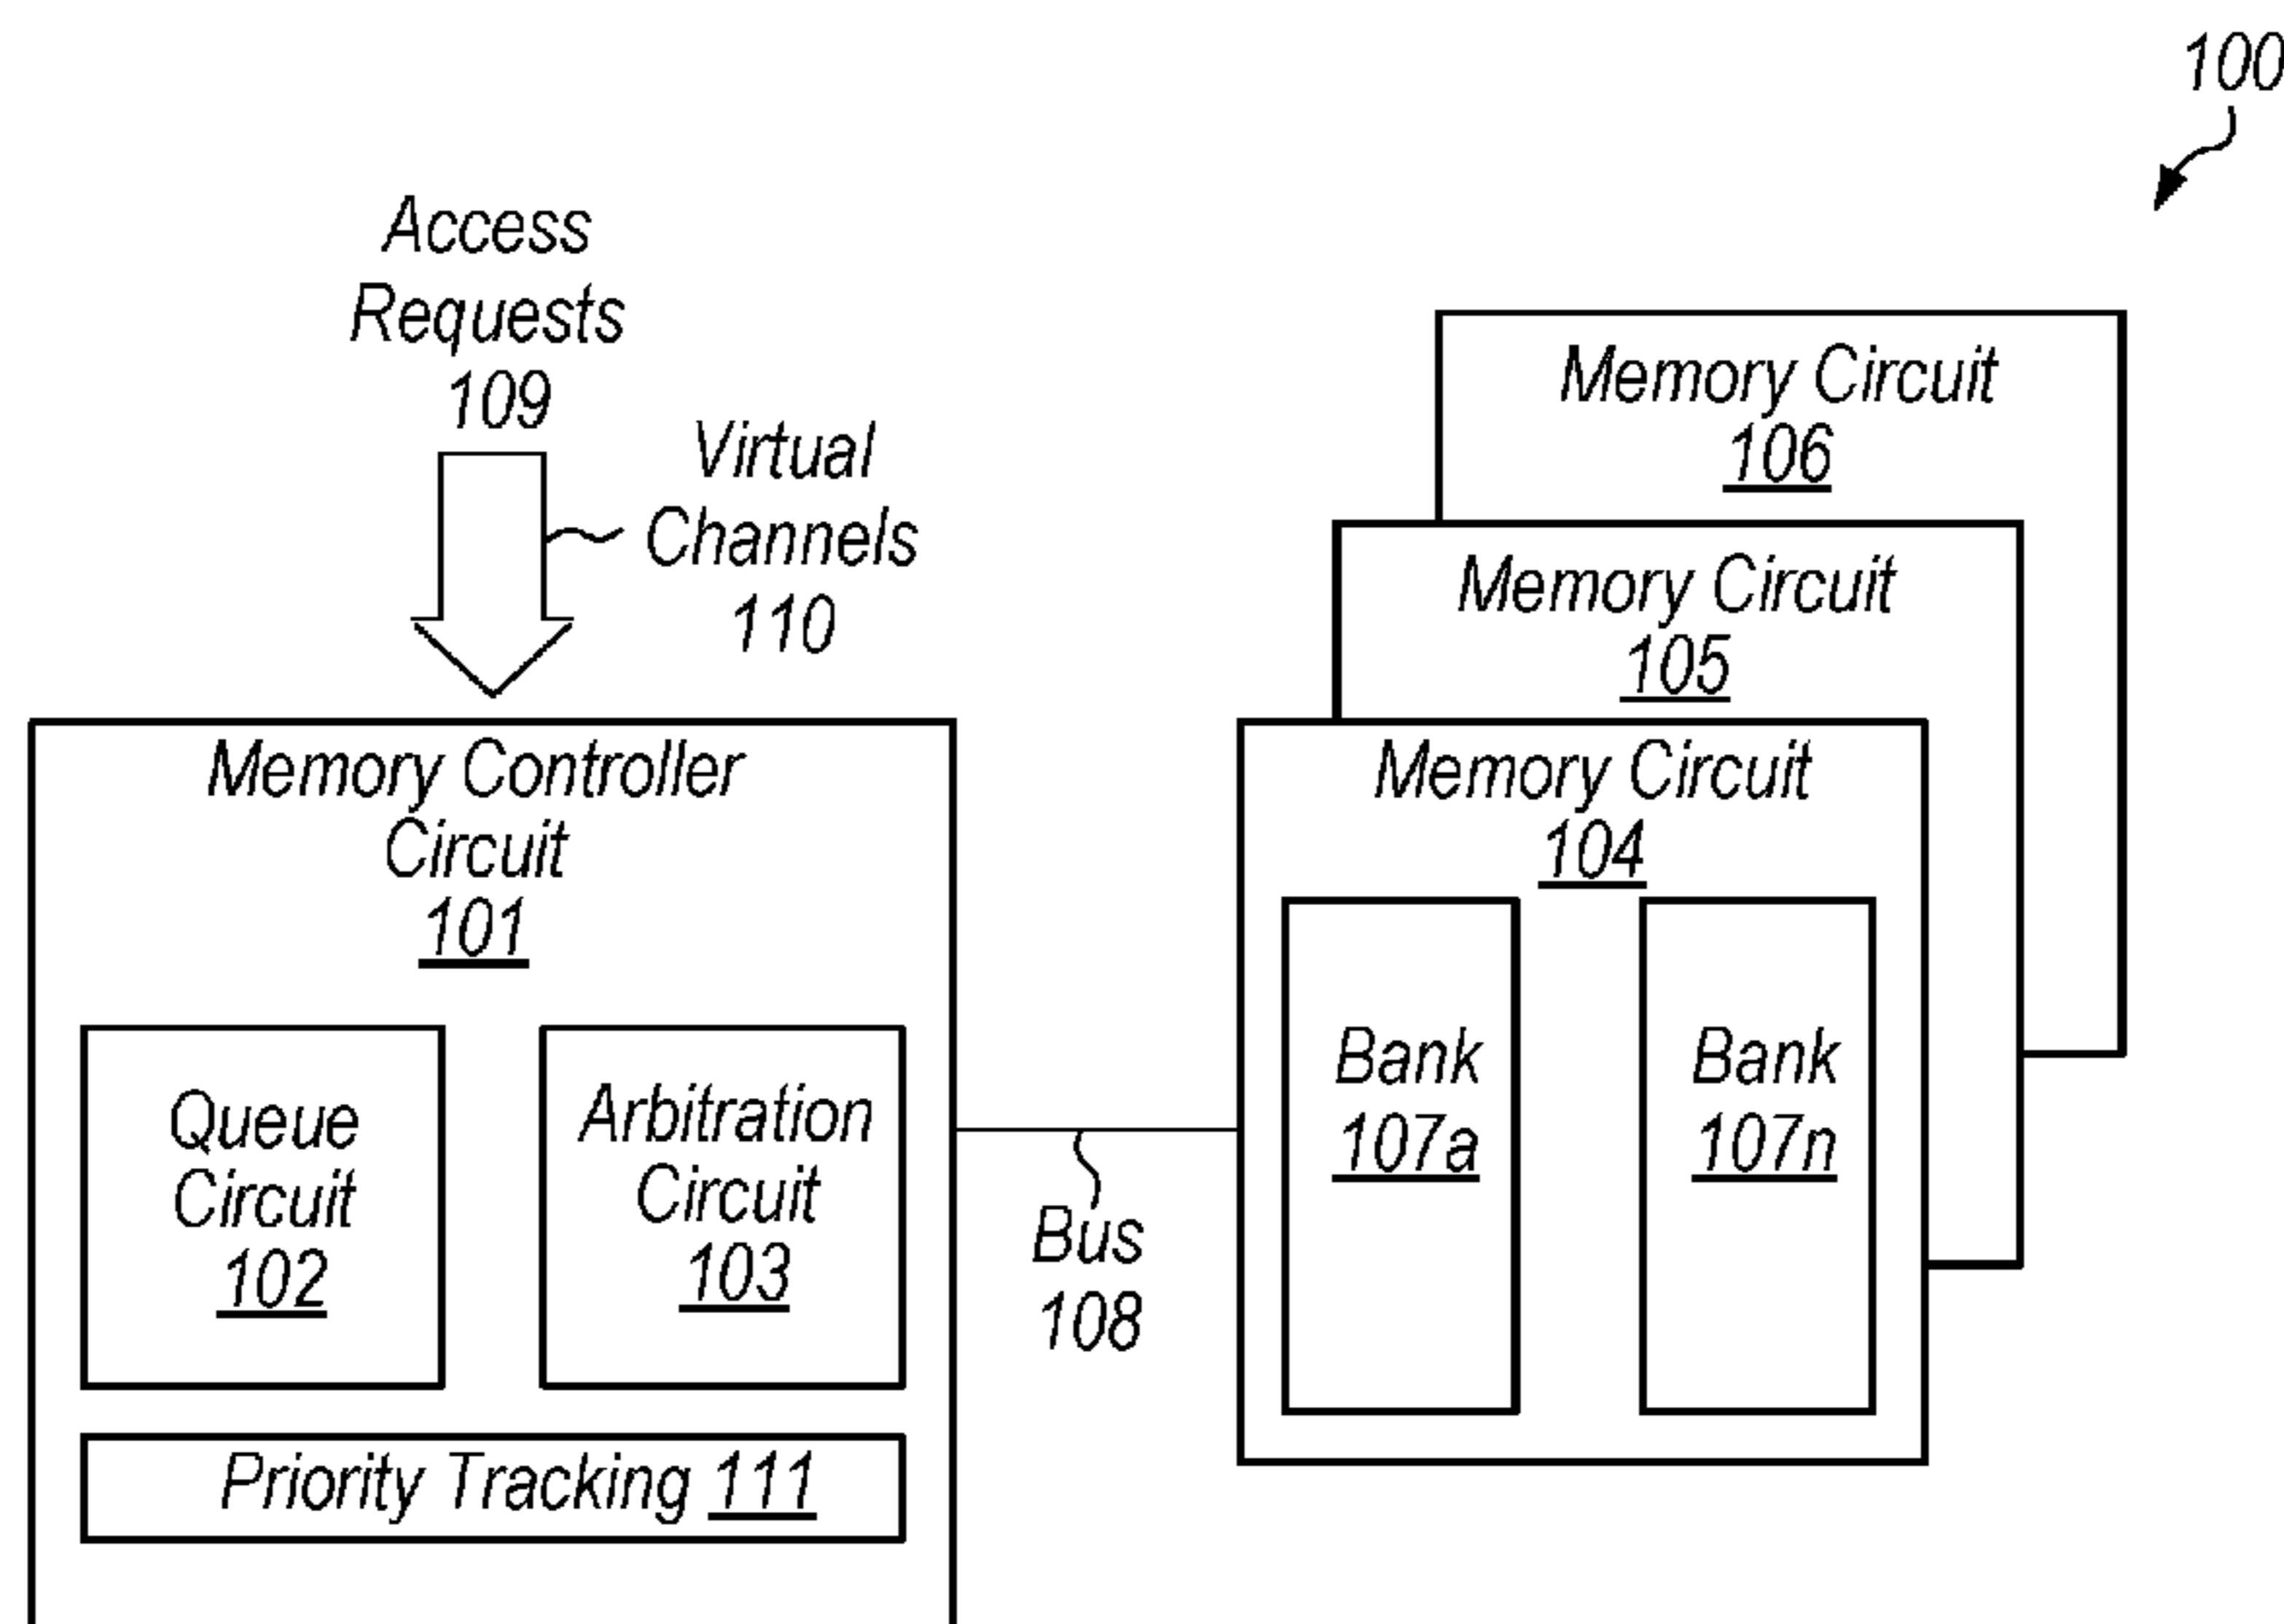 100
Access
Requests
109
Virtual
Channels
110
Memory Circuit
106
Memory Circuit
105
Memory Circuit
104
Bank
107a
Bank
107n
Memory Controller
Circuit
101
Queue
Circuit
102
Arbitration
Circuit
103
Priority Tracking 111
Bus
108